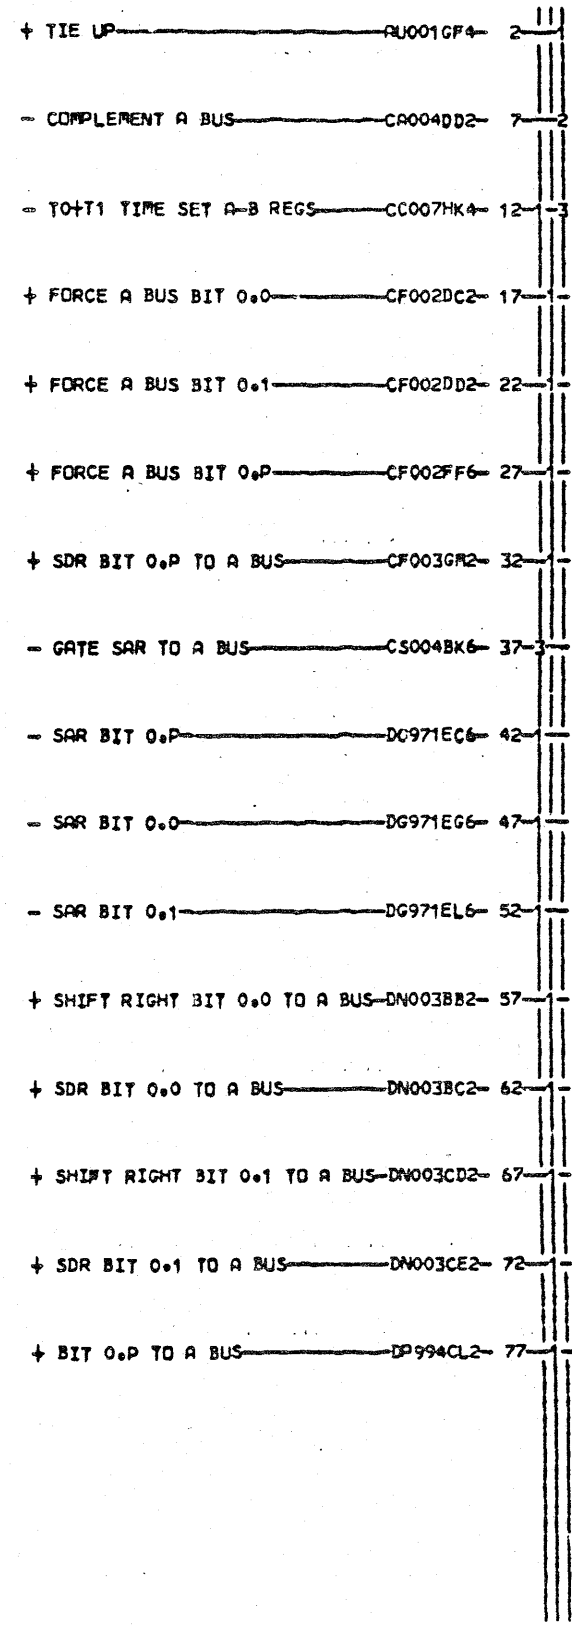 + TIE UP AU001GF4 2 1
- COMPLEMENT A BUS CA004DD2 7 2
- T0+T1 TIME SET A-B REGS CC007HK4 12 1 3
+ FORCE A BUS BIT 0.0 CF002DC2 17 1
+ FORCE A BUS BIT 0.1 CF002DD2 22 1
+ FORCE A BUS BIT 0.P CF002FF6 27 1
+ SDR BIT 0.P TO A BUS CF003GM2 32 1
- GATE SAR TO A BUS CS004BK6 37 3
- SAR BIT 0.P DG971EC6 42 1
- SAR BIT 0.0 DG971EG6 47 1
- SAR BIT 0.1 DG971EL6 52 1
+ SHIFT RIGHT BIT 0.0 TO A BUS DN003BB2 57 1
+ SDR BIT 0.0 TO A BUS DN003BC2 62 1
+ SHIFT RIGHT BIT 0.1 TO A BUS DN003CD2 67 1
+ SDR BIT 0.1 TO A BUS DN003CE2 72 1
+ BIT 0.P TO A BUS DP994CL2 77 1